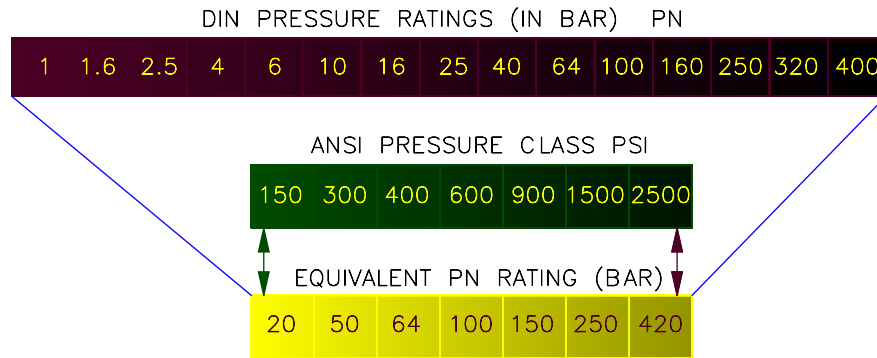 DIN PRESSURE RATINGS (IN BAR) PN
1 1.6 2.5 4 6 10 16 25 40 64 100 160 250 320 400
ANSI PRESSURE CLASS PSI
150 300 400 600 900 1500 2500
EQUIVALENT PN RATING (BAR)
20 50 64 100 150 250 420